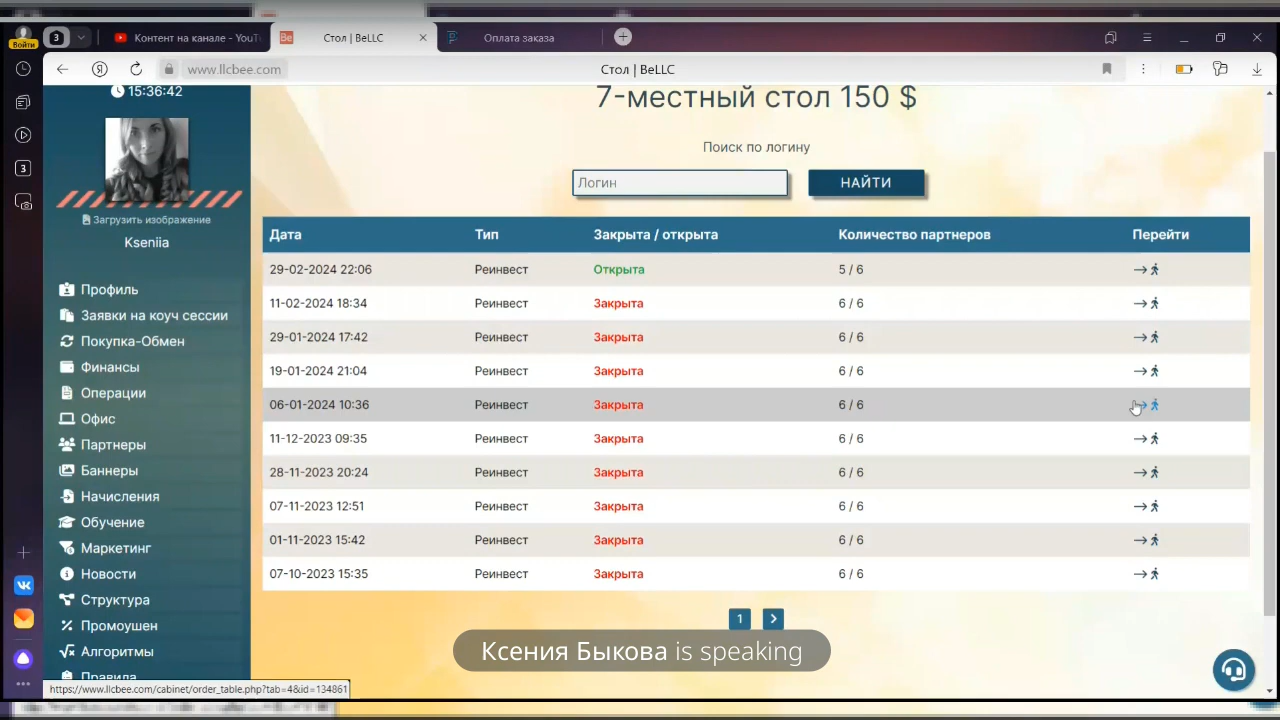 Войти
3
Контент на канале - YouT
Be
Стол | BeLLC
Оплата заказа
www.llcbee.com
Стол | BeLLC
3
15:36:42
Загрузить изображение
Kseniia
Профиль
Заявки на коуч сессии
Покупка-Обмен
Финансы
Операции
Офис
Партнеры
Баннеры
Начисления
Обучение
Маркетинг
Новости
Структура
Промоушен
Алгоритмы
Правила
7-местный стол 150 $
Поиск по логину
Логин НАЙТИ
Дата Тип Закрыта / открыта Количество партнеров Перейти
29-02-2024 22:06 Реинвест Открыта 5 / 6
11-02-2024 18:34 Реинвест Закрыта 6 / 6
29-01-2024 17:42 Реинвест Закрыта 6 / 6
19-01-2024 21:04 Реинвест Закрыта 6 / 6
06-01-2024 10:36 Реинвест Закрыта 6 / 6
11-12-2023 09:35 Реинвест Закрыта 6 / 6
28-11-2023 20:24 Реинвест Закрыта 6 / 6
07-11-2023 12:51 Реинвест Закрыта 6 / 6
01-11-2023 15:42 Реинвест Закрыта 6 / 6
07-10-2023 15:35 Реинвест Закрыта 6 / 6
1
Ксения Быкова is speaking
https://www.llcbee.com/cabinet/order_table.php?tab=4&id=134861